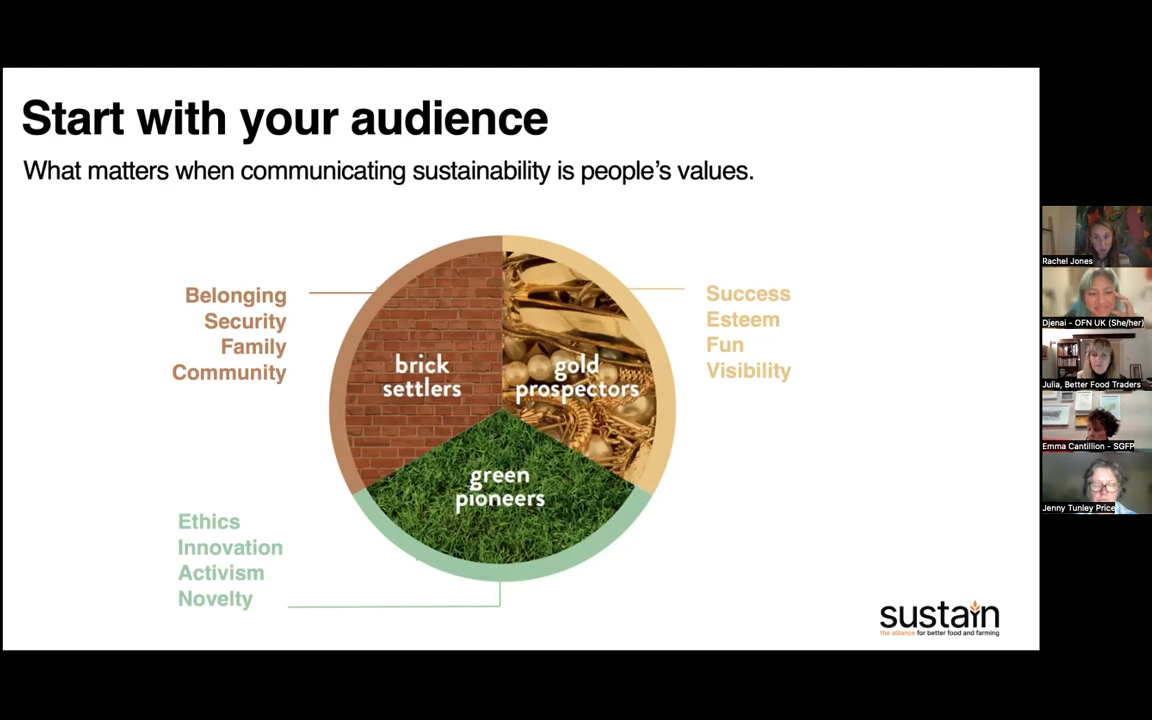 Start with your audience
What matters when communicating sustainability is people's values.
Belonging
Security
Family
Community
brick
settlers
gold
prospectors
Success
Esteem
Fun
Visibility
green
pioneers
Ethics
Innovation
Activism
Novelty
sustain
the alliance for better food and farming
Rachel Jones
Djenai - OFN UK (She/her)
Julia, Better Food Traders
Emma Cantillion - SGFP
Jenny Tunley Price